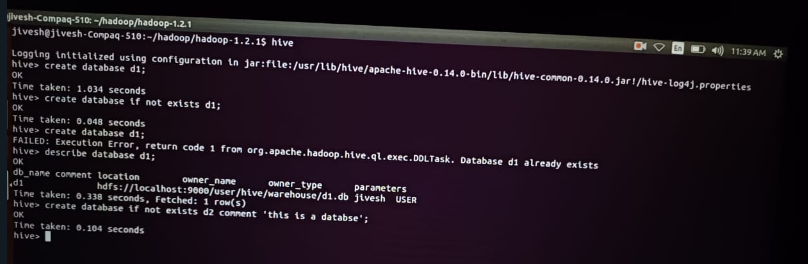 jivesh-Compaq-510: ~/hadoop/hadoop-1.2.1
En 11:39 AM
jivesh@jivesh-Compaq-510:~/hadoop/hadoop-1.2.1$ hive
Logging initialized using configuration in jar:file:/usr/lib/hive/apache-hive-0.14.0-bin/lib/hive-common-0.14.0.jar!/hive-log4j.properties
hive> create database d1;
OK
Time taken: 1.034 seconds
hive> create database if not exists d1;
OK
Time taken: 0.048 seconds
hive> create database d1;
FAILED: Execution Error, return code 1 from org.apache.hadoop.hive.ql.exec.DDLTask. Database d1 already exists
hive> describe database d1;
OK
db_name comment location owner_name owner_type parameters
d1 hdfs://localhost:9000/user/hive/warehouse/d1.db jivesh USER
Time taken: 0.338 seconds, Fetched: 1 row(s)
hive> create database if not exists d2 comment 'this is a databse';
OK
Time taken: 0.104 seconds
hive>